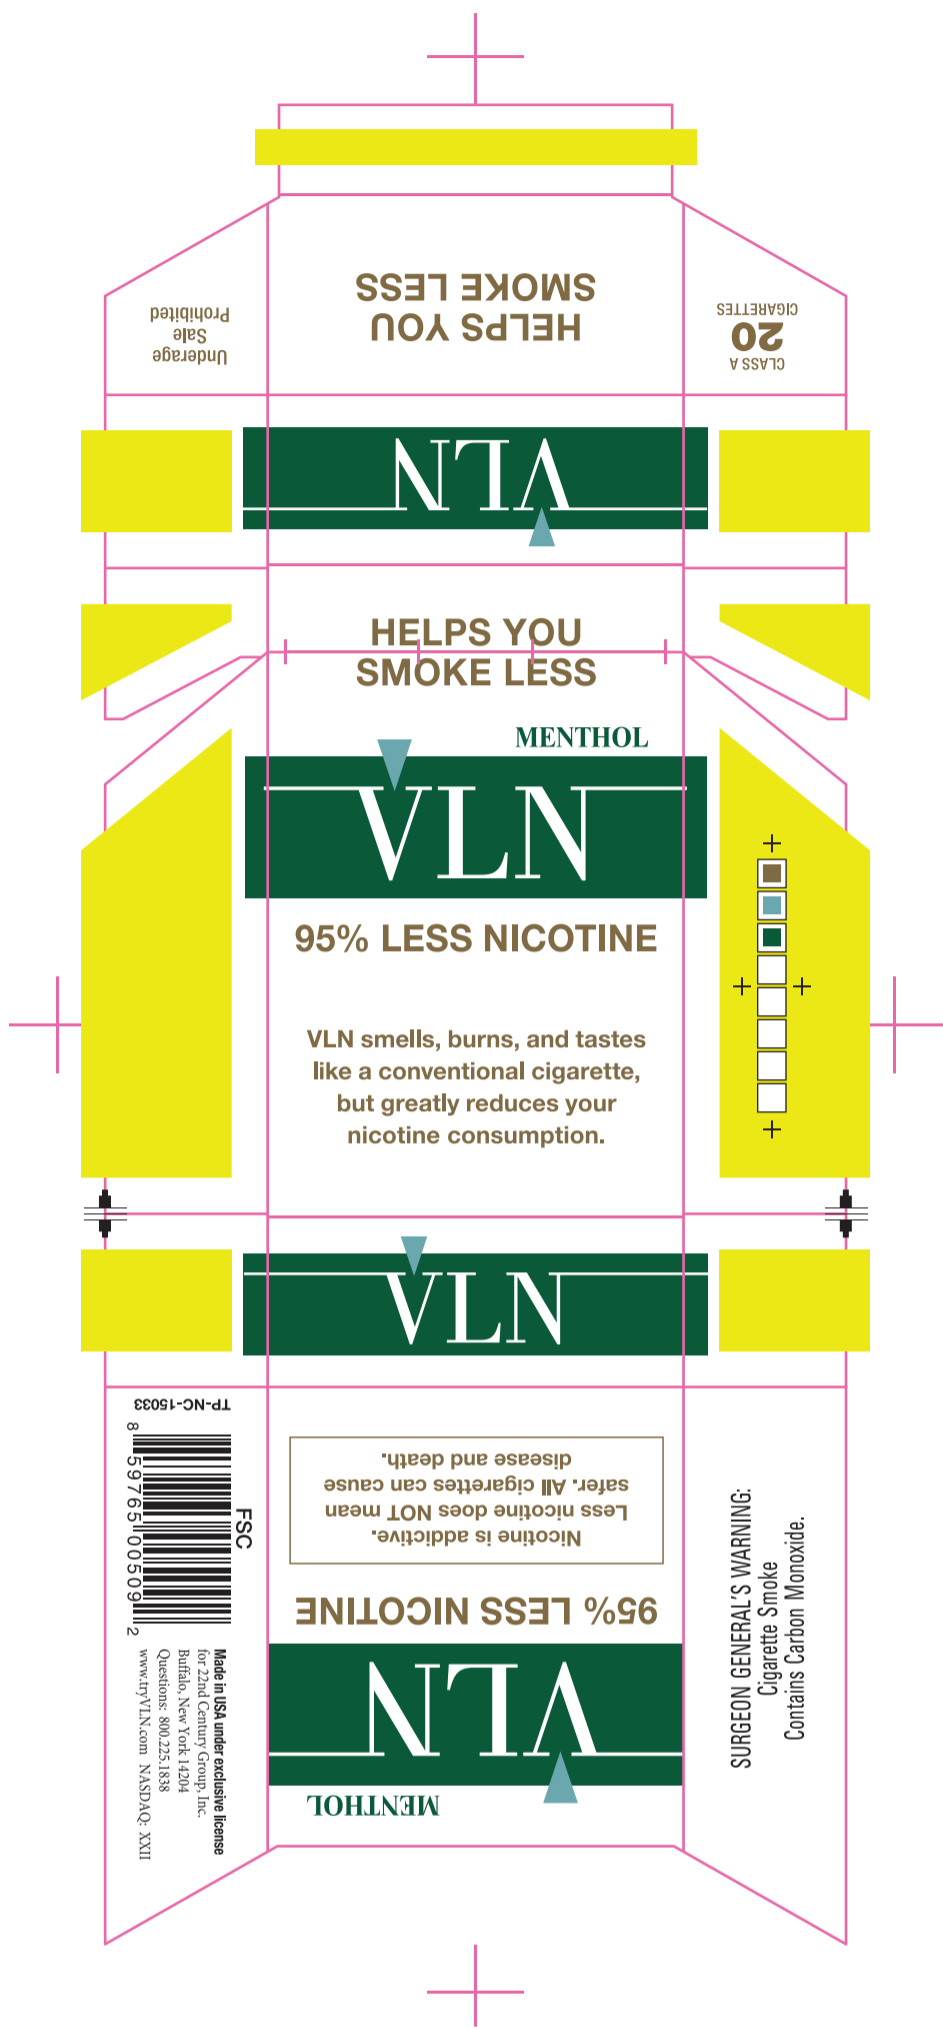 HELPS YOU
SMOKE LESS
Underage
Sale
Prohibited
CLASS A
20
CIGARETTES
VLN
HELPS YOU
SMOKE LESS
MENTHOL
VLN
95% LESS NICOTINE
VLN smells, burns, and tastes
like a conventional cigarette,
but greatly reduces your
nicotine consumption.
VLN
TP-NC-15033
8 59765 00509 2
FSC
Made in USA under exclusive license
for 22nd Century Group, Inc.
Buffalo, New York 14204
Questions: 800.225.1838
www.tryVLN.com NASDAQ: XXII
MENTHOL
VLN
95% LESS NICOTINE
Nicotine is addictive.
Less nicotine does NOT mean
safer. All cigarettes can cause
disease and death.
SURGEON GENERAL'S WARNING:
Cigarette Smoke
Contains Carbon Monoxide.